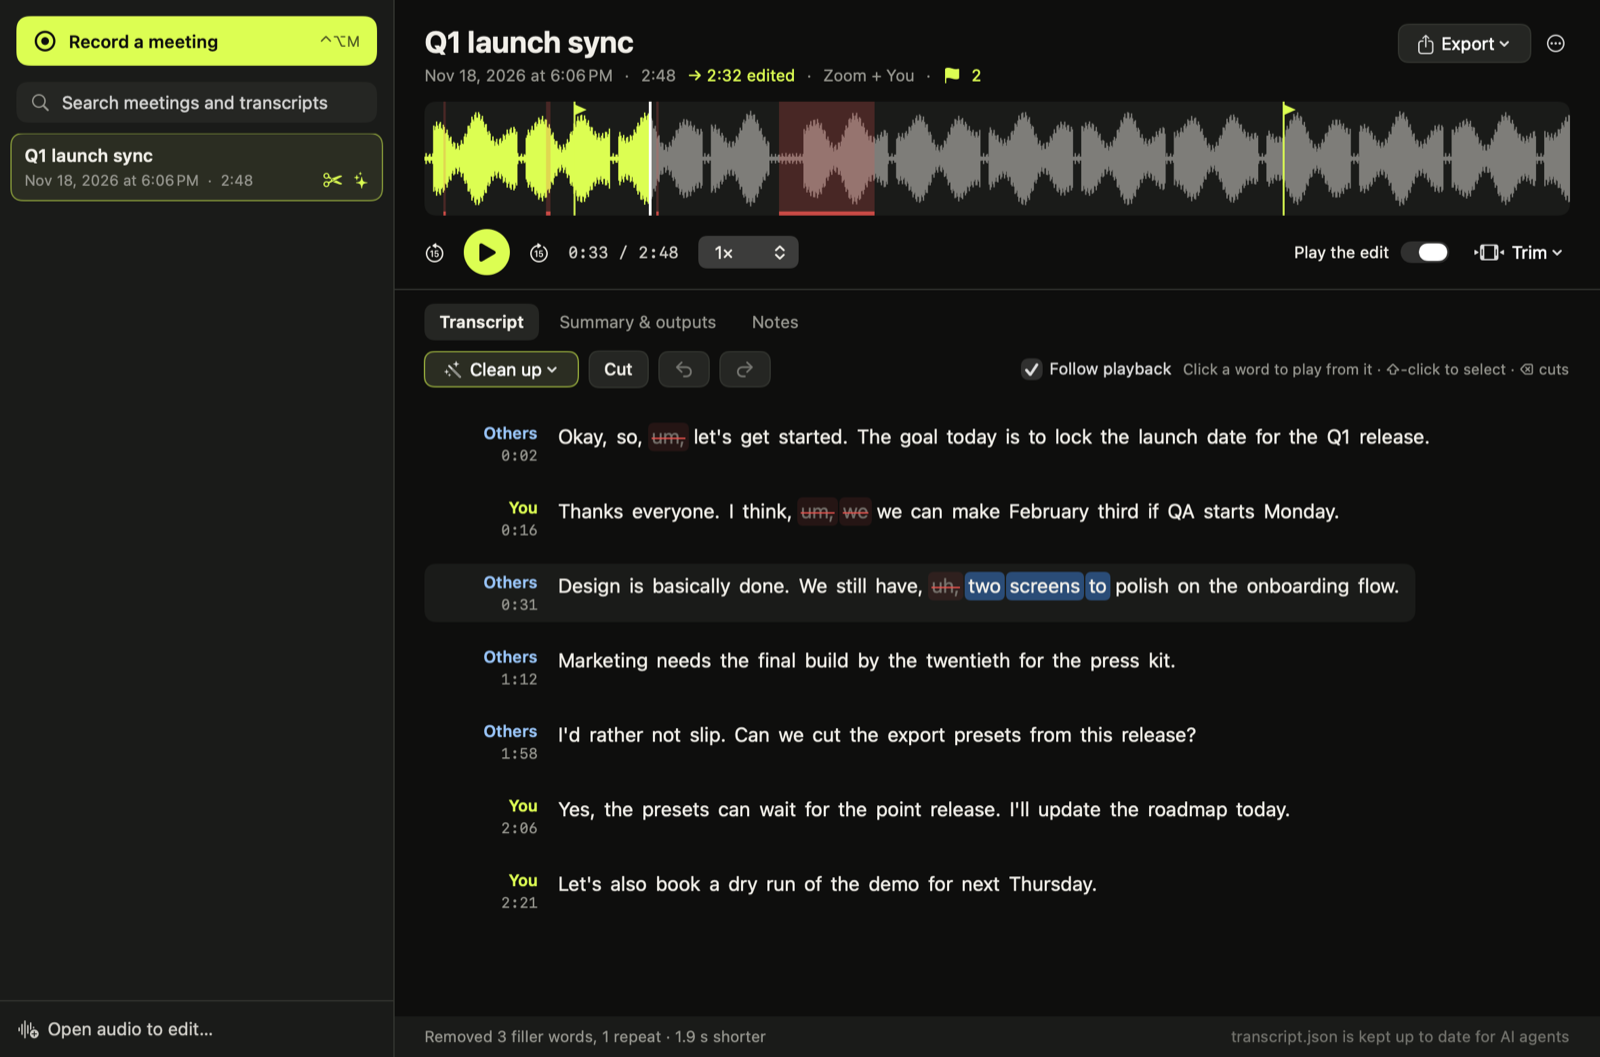 Record a meeting ^⌥M
Search meetings and transcripts
Q1 launch sync
Nov 18, 2026 at 6:06 PM · 2:48
Open audio to edit...
Q1 launch sync
Export
Nov 18, 2026 at 6:06 PM · 2:48 → 2:32 edited · Zoom + You · 2
15 15 0:33 / 2:48 1x
Play the edit Trim
Transcript Summary & outputs Notes
Clean up Cut
Follow playback Click a word to play from it · ⇧-click to select · ⌫ cuts
Others Okay, so, um, let's get started. The goal today is to lock the launch date for the Q1 release.
0:02
You Thanks everyone. I think, um, we we can make February third if QA starts Monday.
0:16
Others Design is basically done. We still have, uh, two screens to polish on the onboarding flow.
0:31
Others Marketing needs the final build by the twentieth for the press kit.
1:12
Others I'd rather not slip. Can we cut the export presets from this release?
1:58
You Yes, the presets can wait for the point release. I'll update the roadmap today.
2:06
You Let's also book a dry run of the demo for next Thursday.
2:21
Removed 3 filler words, 1 repeat · 1.9 s shorter
transcript.json is kept up to date for AI agents